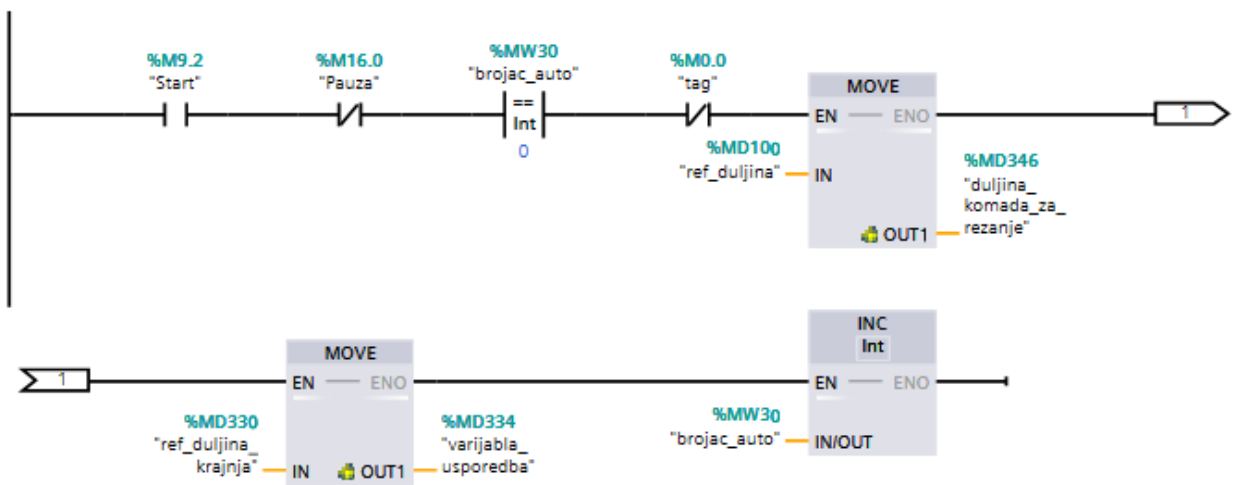 %M9.2
"Start"
%M16.0
"Pauza"
%MW30
"brojac_auto"
==
Int
0
%M0.0
"tag"
MOVE
EN
ENO
%MD100
"ref_duljina"
IN
OUT1
%MD346
"duljina_
komada_za_
rezanje"
1
1
MOVE
EN
ENO
%MD330
"ref_duljina_
krajnja"
IN
OUT1
%MD334
"varijabla_
usporedba"
INC
Int
EN
ENO
%MW30
"brojac_auto"
IN/OUT